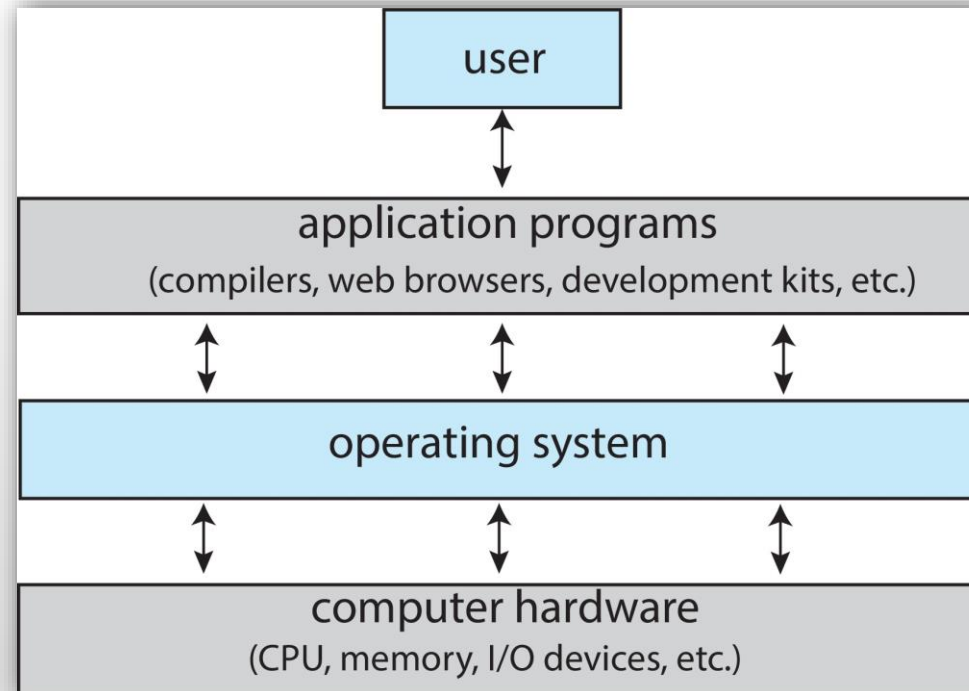 user
application programs
(compilers, web browsers, development kits, etc.)
operating system
computer hardware
(CPU, memory, I/O devices, etc.)